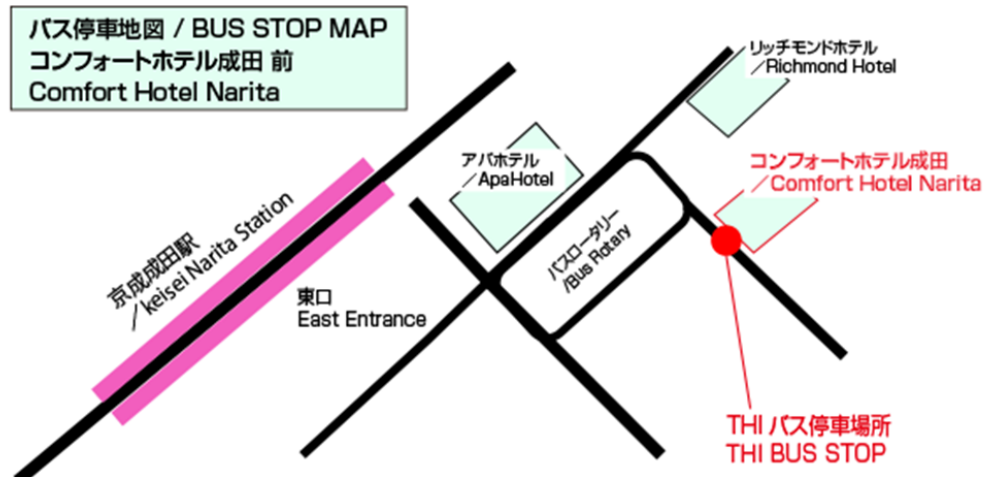 バス停車地図 / BUS STOP MAP
コンフォートホテル成田 前
Comfort Hotel Narita
リッチモンドホテル
／Richmond Hotel
アパホテル
／ApaHotel
コンフォートホテル成田
／Comfort Hotel Narita
京成成田駅
／keisei Narita Station
バスロータリー
／Bus Rotary
東口
East Entrance
THI バス停車場所
THI BUS STOP